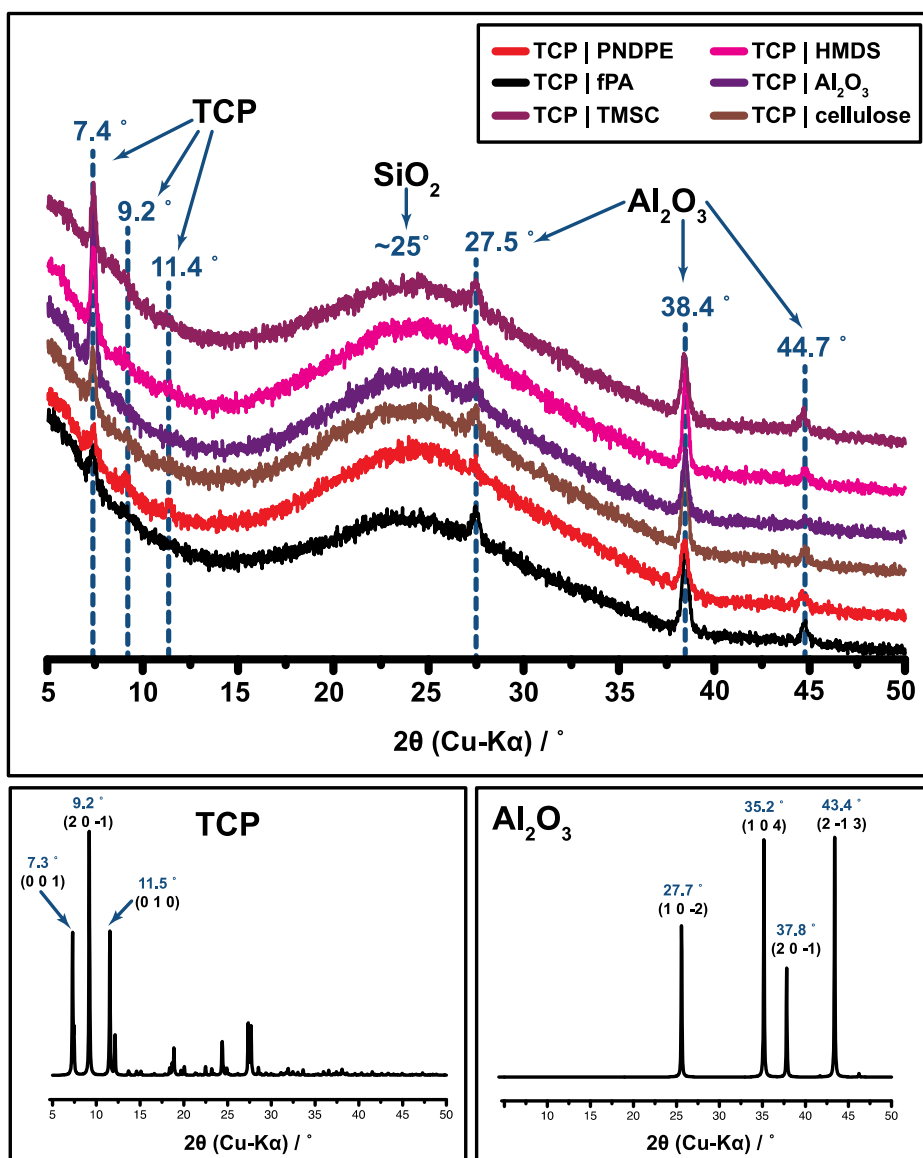 TCP | PNDPE
TCP | fPA
TCP | TMSC
TCP | HMDS
TCP | Al₂O₃
TCP | cellulose
TCP
7.4 °
9.2 °
11.4 °
SiO₂
~25°
Al₂O₃
27.5 °
38.4 °
44.7 °
5 10 15 20 25 30 35 40 45 50
2θ (Cu-Kα) / °
TCP
9.2 °
(2 0 -1)
7.3 °
(0 0 1)
11.5 °
(0 1 0)
5 10 15 20 25 30 35 40 45 50
2θ (Cu-Kα) / °
Al₂O₃
35.2 °
(1 0 4)
43.4 °
(2 -1 3)
27.7 °
(1 0 -2)
37.8 °
(2 0 -1)
10 15 20 25 30 35 40 45 50
2θ (Cu-Kα) / °